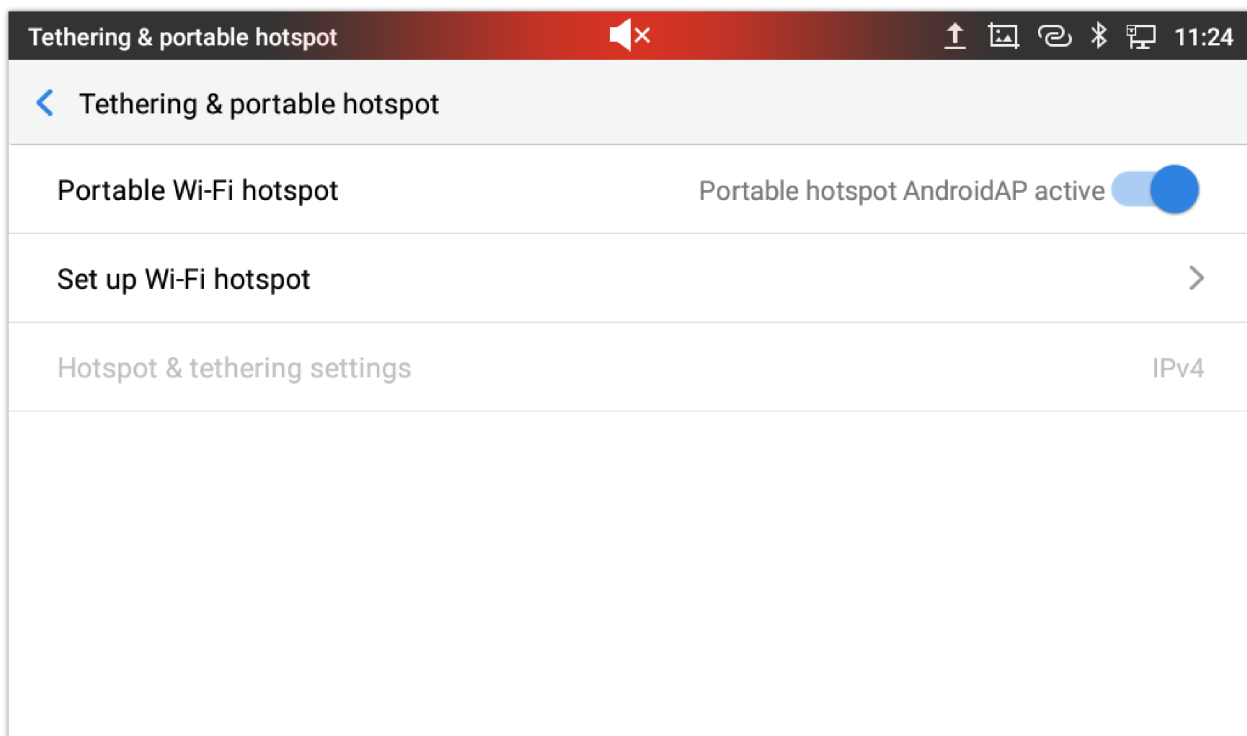 Tethering & portable hotspot 11:24
Tethering & portable hotspot
Portable Wi-Fi hotspot Portable hotspot AndroidAP active
Set up Wi-Fi hotspot
Hotspot & tethering settings IPv4